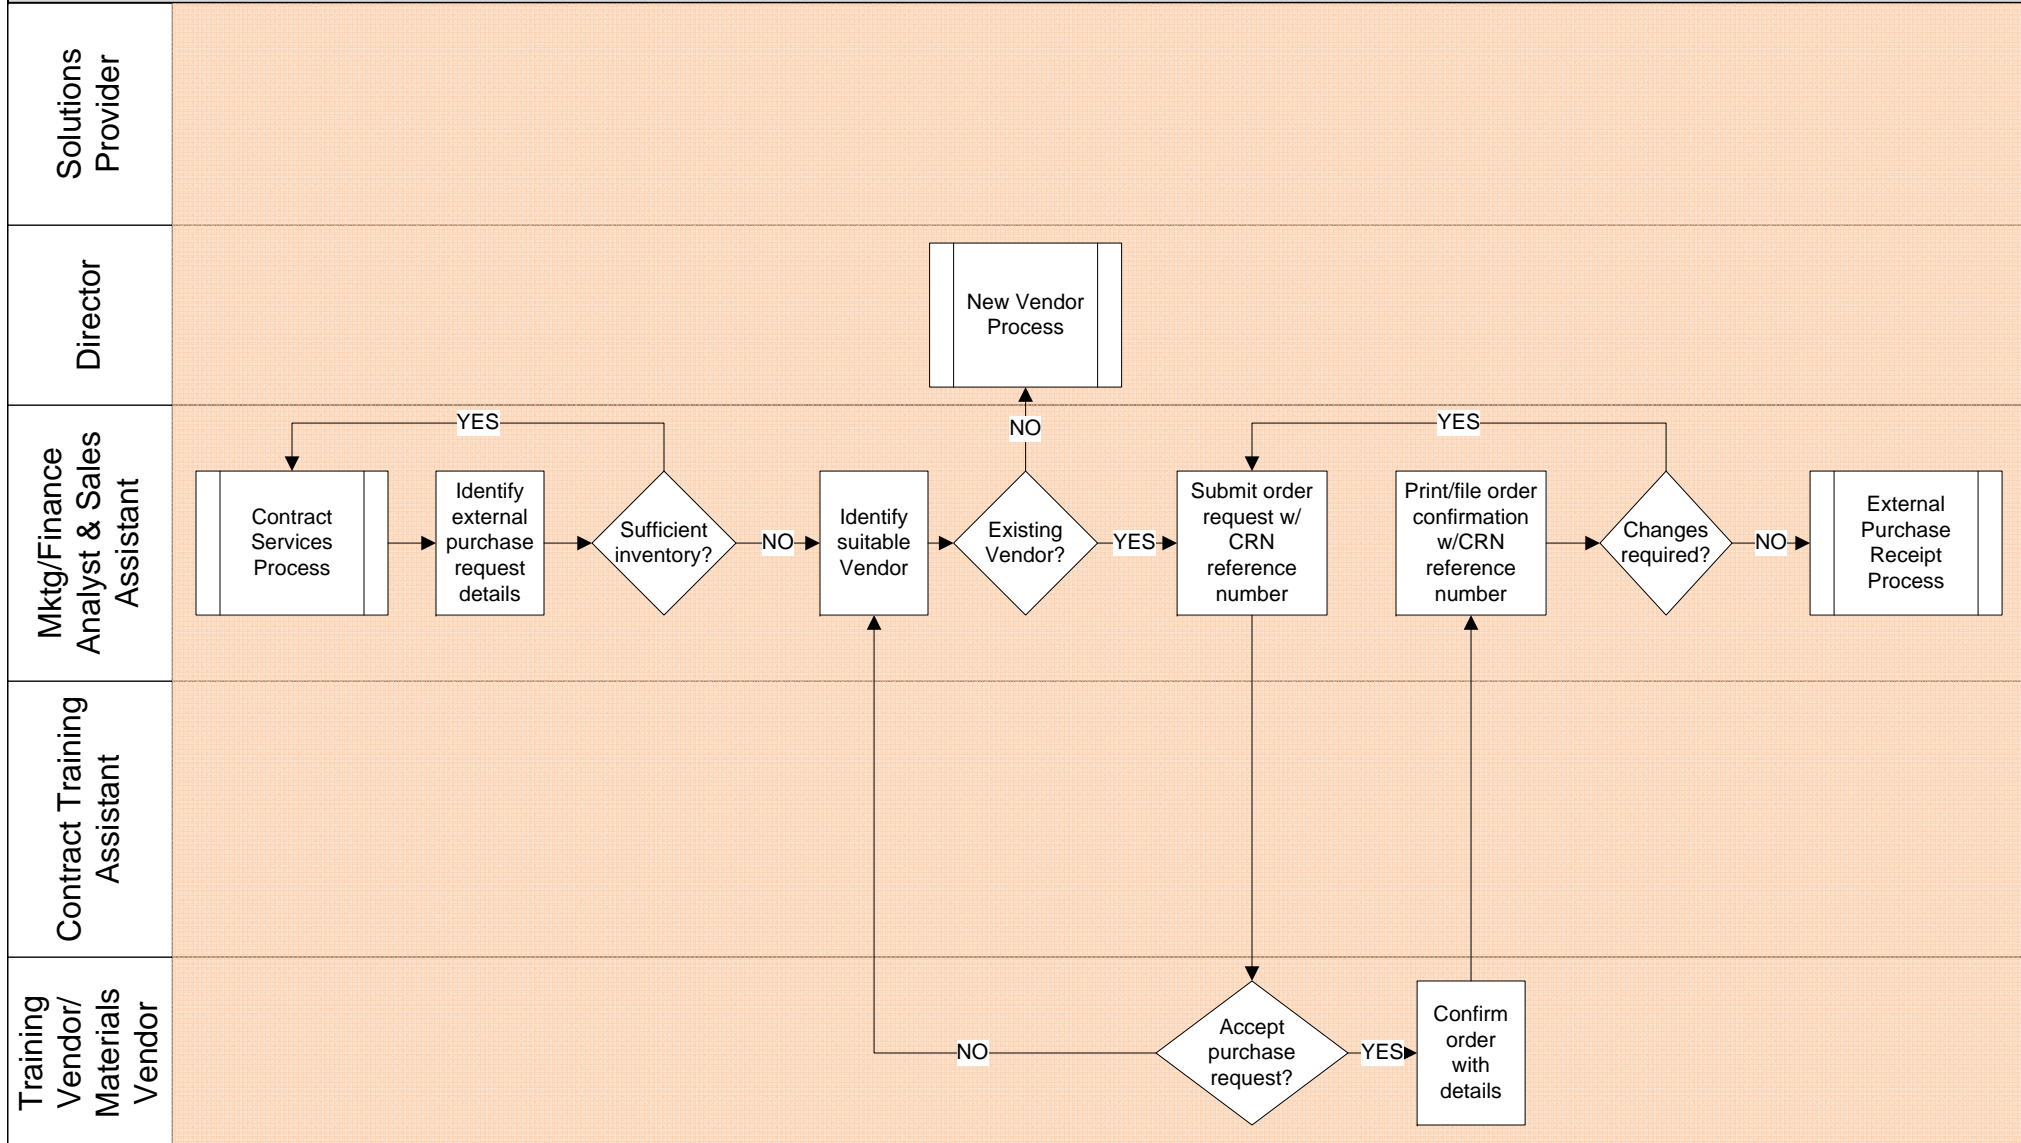 Solutions
Provider
Director
New Vendor
Process
NO
Mktg/Finance
Analyst & Sales
Assistant
YES
Contract
Services
Process
Identify
external
purchase
request
details
Sufficient
inventory?
NO
Identify
suitable
Vendor
Existing
Vendor?
YES
Submit order
request w/
CRN
reference
number
YES
Print/file order
confirmation
w/CRN
reference
number
Changes
required?
NO
External
Purchase
Receipt
Process
Contract Training
Assistant
Training
Vendor/
Materials
Vendor
NO
Accept
purchase
request?
YES
Confirm
order
with
details